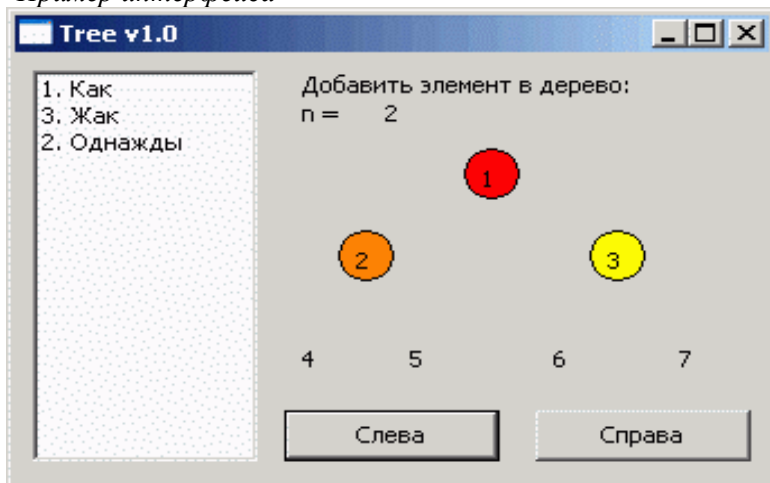 Пример интерфейса
Tree v1.0
1. Как
3. Жак
2. Однажды
Добавить элемент в дерево:
n = 2
1
2 3
4 5 6 7
Слева Справа